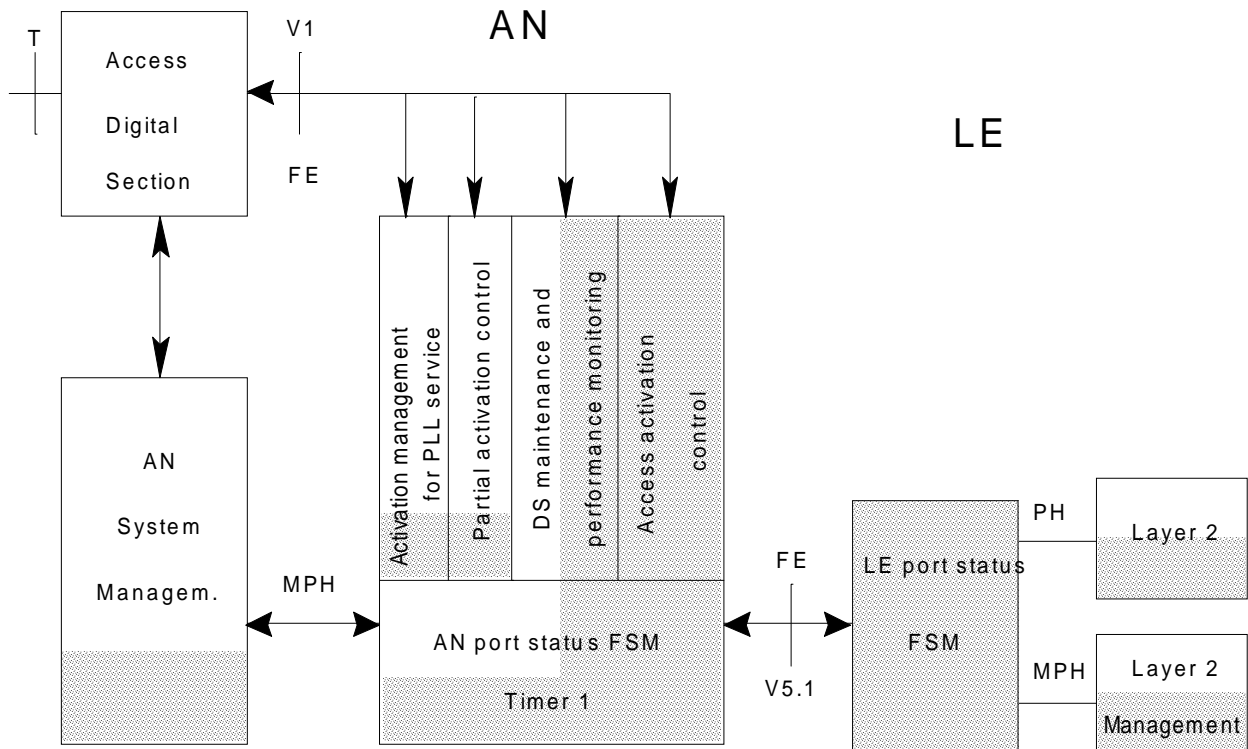 T
V1
AN
Access
Digital
Section
FE
LE
Activation management
for PLL service
Partial activation control
DS maintenance and
performance monitoring
Access activation
control
AN
System
Managem.
MPH
AN port status FSM
Timer 1
FE
V5.1
LE port status
FSM
PH
Layer 2
MPH
Layer 2
Management